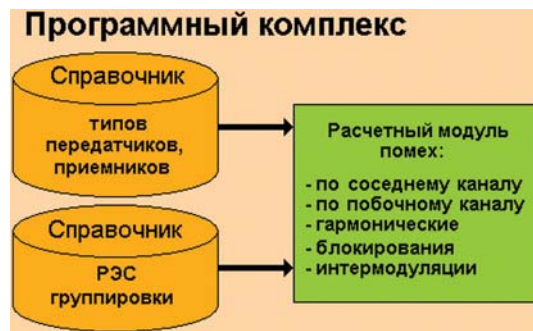 Программный комплекс
Справочник
типов
передатчиков,
приемников
Справочник
РЭС
группировки
Расчетный модуль
помех:
- по соседнему каналу
- по побочному каналу
- гармонические
- блокирования
- интермодуляции